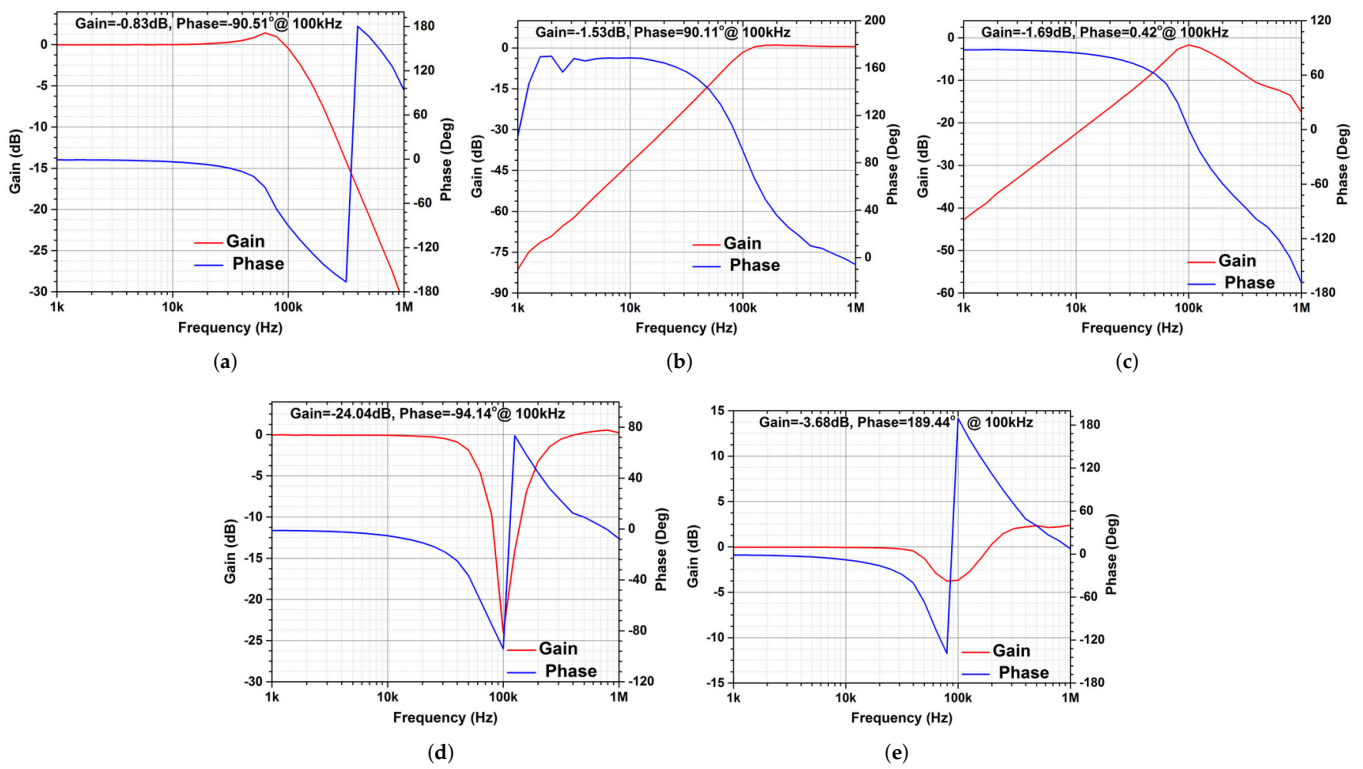 Gain=-0.83dB, Phase=-90.51°@ 100kHz
0
-5
-10
-15
-20
-25
-30
180
120
60
0
-60
-120
-180
Gain (dB)
Phase (Deg)
Gain
Phase
1k
10k
100k
1M
Frequency (Hz)
(a)
Gain=-1.53dB, Phase=90.11°@ 100kHz
0
-15
-30
-45
-60
-75
-90
200
160
120
80
40
0
Gain (dB)
Phase (Deg)
Gain
Phase
1k
10k
100k
1M
Frequency (Hz)
(b)
Gain=-1.69dB, Phase=0.42°@ 100kHz
10
0
-10
-20
-30
-40
-50
-60
120
60
0
-60
-120
-180
Gain (dB)
Phase (Deg)
Gain
Phase
1k
10k
100k
1M
Frequency (Hz)
(c)
Gain=-24.04dB, Phase=-94.14°@ 100kHz
0
-5
-10
-15
-20
-25
-30
80
40
0
-40
-80
-120
Gain (dB)
Phase (Deg)
Gain
Phase
1k
10k
100k
1M
Frequency (Hz)
(d)
Gain=-3.68dB, Phase=189.44° @ 100kHz
15
10
5
0
-5
-10
-15
180
120
60
0
-60
-120
-180
Gain (dB)
Phase (Deg)
Gain
Phase
1k
10k
100k
1M
Frequency (Hz)
(e)